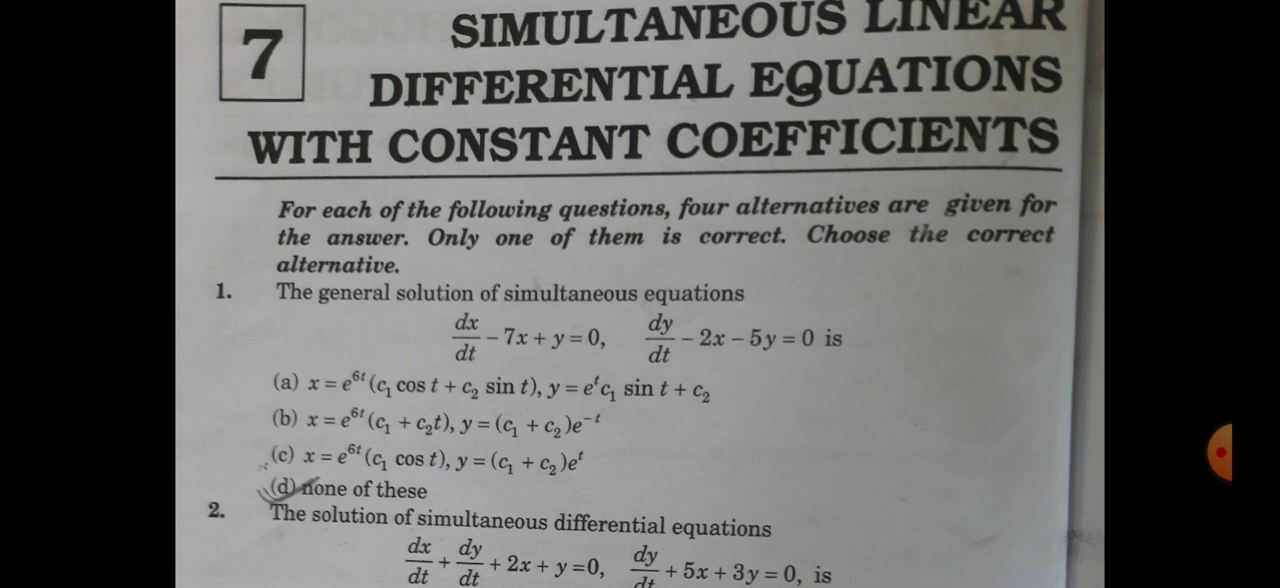 7
SIMULTANEOUS LINEAR
DIFFERENTIAL EQUATIONS
WITH CONSTANT COEFFICIENTS
For each of the following questions, four alternatives are given for
the answer. Only one of them is correct. Choose the correct
alternative.
1. The general solution of simultaneous equations
dx/dt − 7x + y = 0, dy/dt − 2x − 5y = 0 is
(a) x = e^{6t} (c₁ cos t + c₂ sin t), y = e^t c₁ sin t + c₂
(b) x = e^{6t} (c₁ + c₂t), y = (c₁ + c₂)e^{−t}
(c) x = e^{6t} (c₁ cos t), y = (c₁ + c₂)e^t
(d) none of these
2. The solution of simultaneous differential equations
dx/dt + dy/dt + 2x + y = 0, dy/dt + 5x + 3y = 0, is